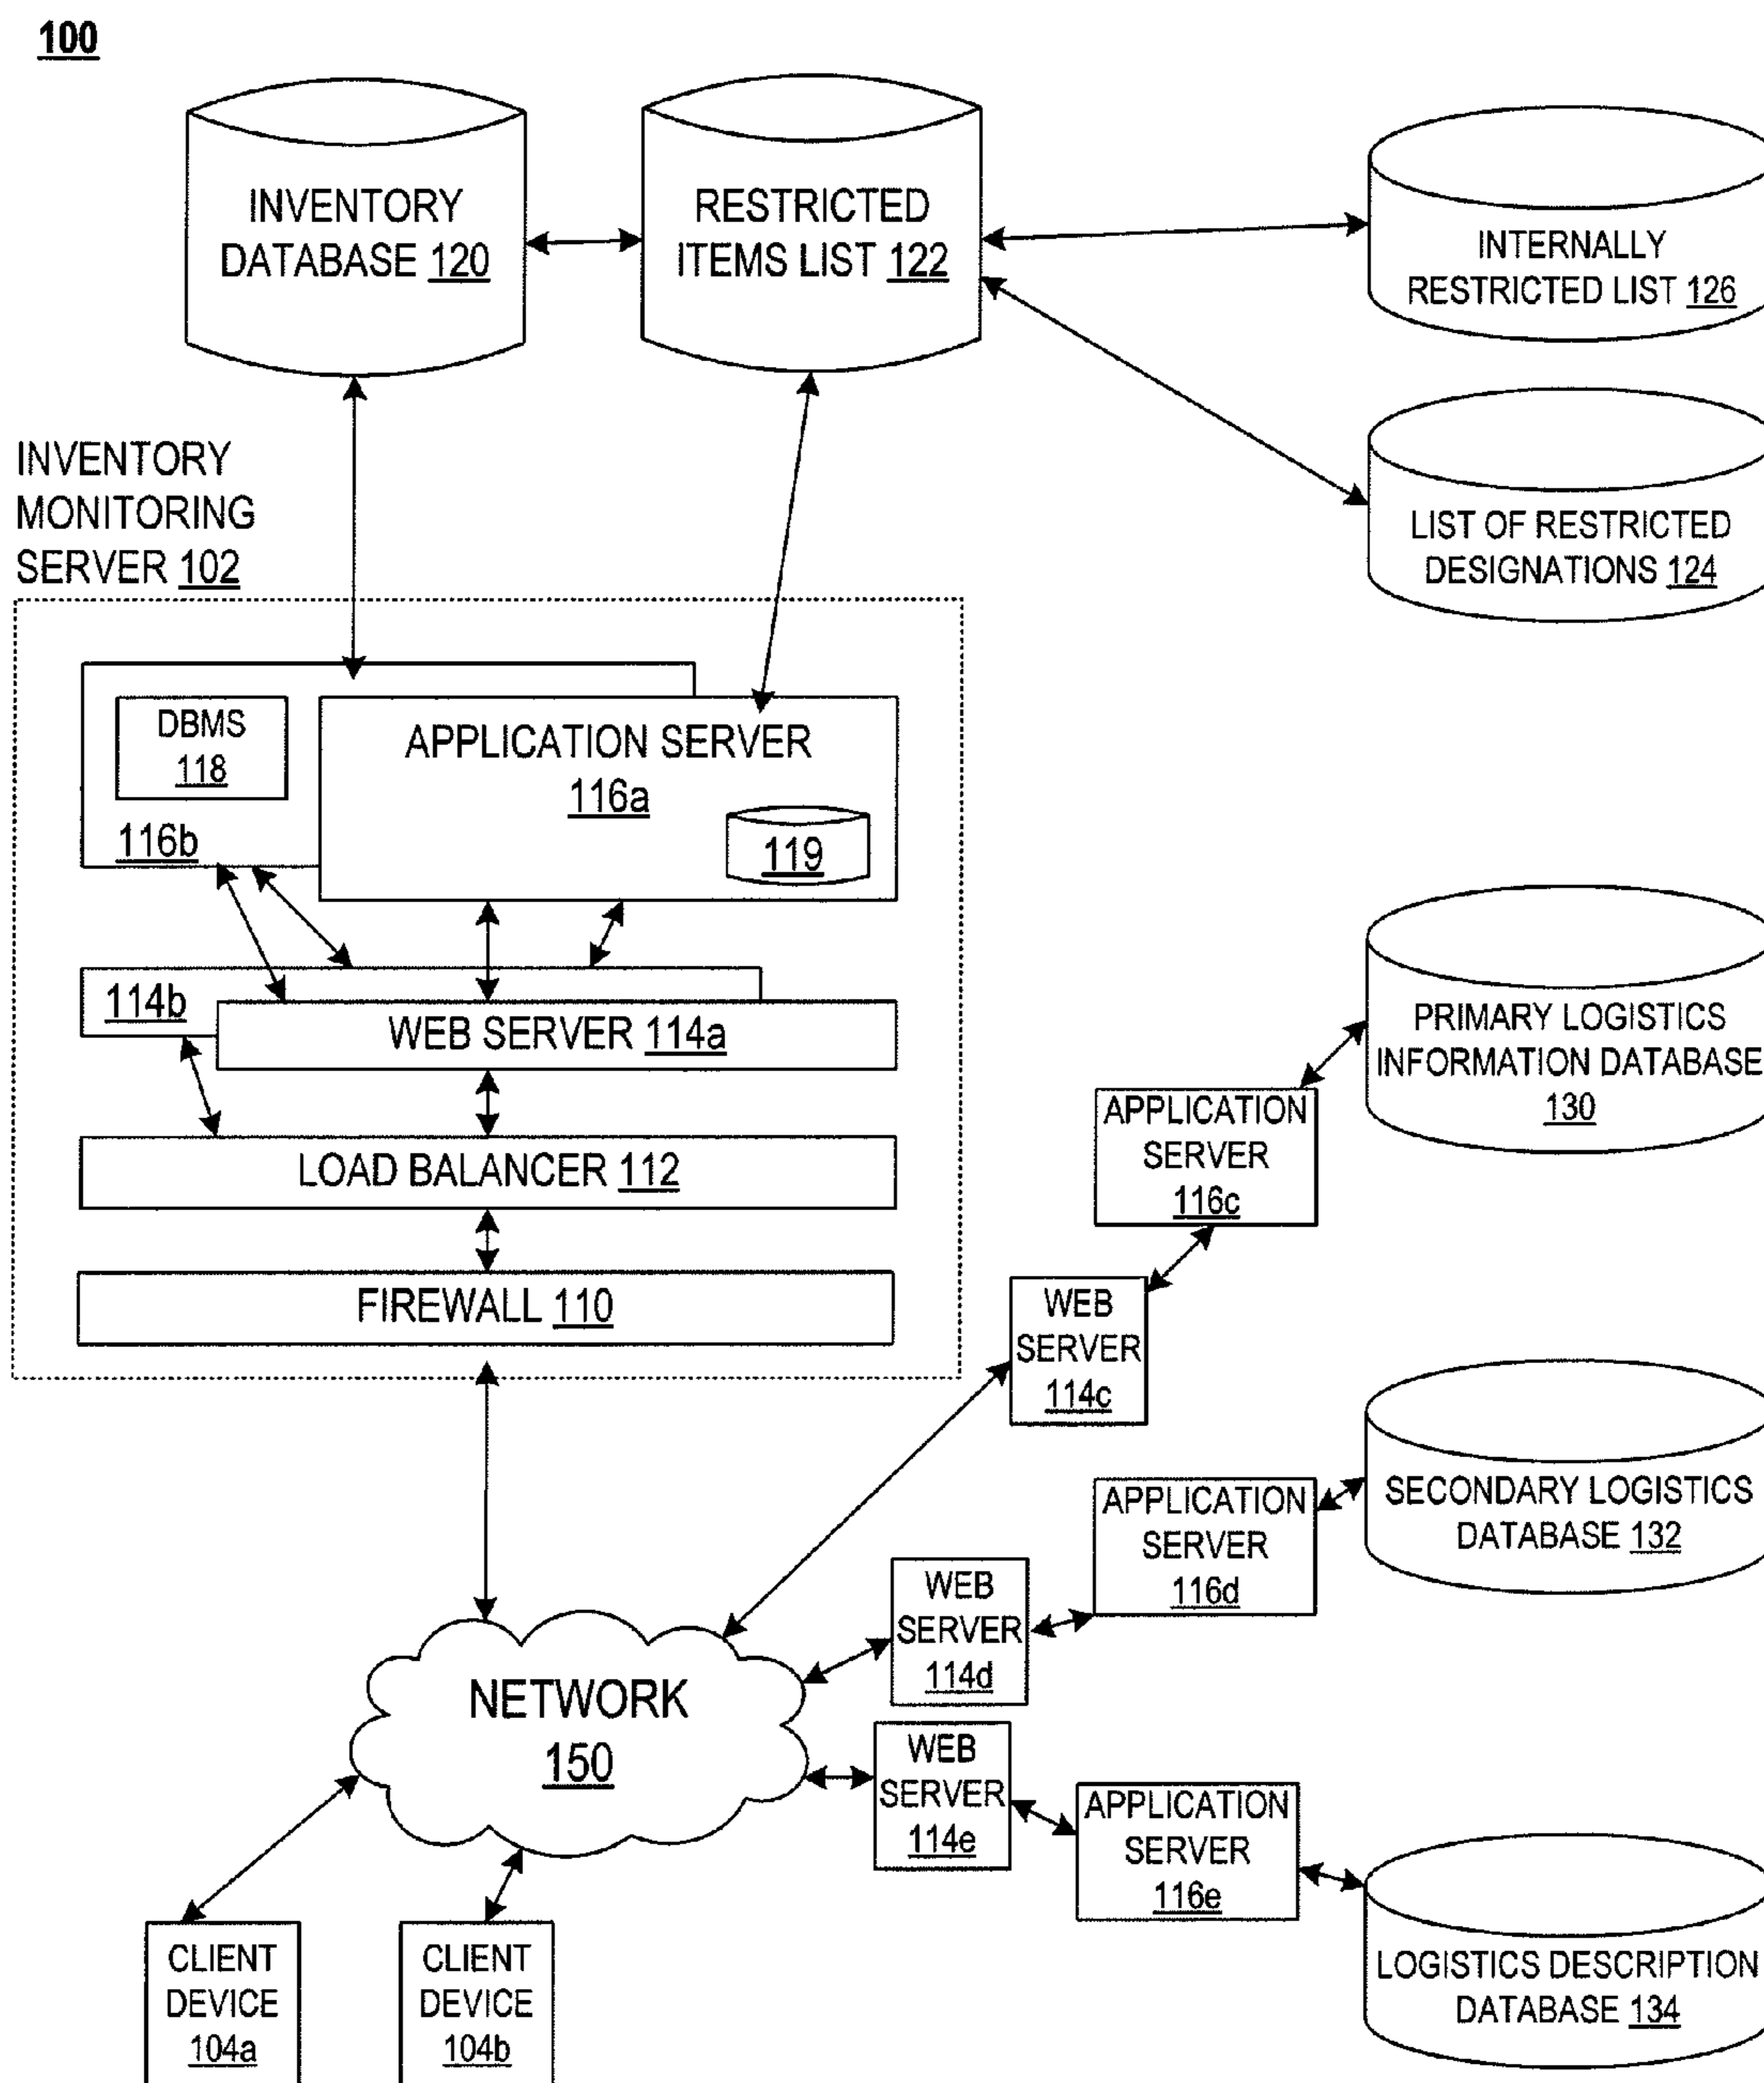 100
INVENTORY
DATABASE 120
RESTRICTED
ITEMS LIST 122
INTERNALLY
RESTRICTED LIST 126
LIST OF RESTRICTED
DESIGNATIONS 124
INVENTORY
MONITORING
SERVER 102
DBMS
118
116b
APPLICATION SERVER
116a
119
114b
WEB SERVER 114a
LOAD BALANCER 112
FIREWALL 110
PRIMARY LOGISTICS
INFORMATION DATABASE
130
APPLICATION
SERVER
116c
WEB
SERVER
114c
SECONDARY LOGISTICS
DATABASE 132
APPLICATION
SERVER
116d
WEB
SERVER
114d
NETWORK
150
WEB
SERVER
114e
APPLICATION
SERVER
116e
LOGISTICS DESCRIPTION
DATABASE 134
CLIENT
DEVICE
104a
CLIENT
DEVICE
104b